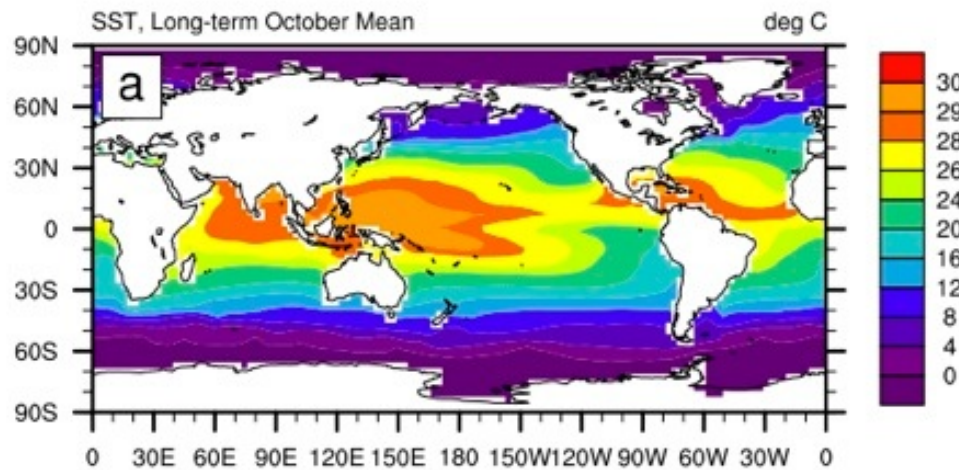 SST, Long-term October Mean deg C
a
90N
60N
30N
0
30S
60S
90S
0 30E 60E 90E 120E 150E 180 150W 120W 90W 60W 30W 0
30
29
28
26
24
20
16
12
8
4
0